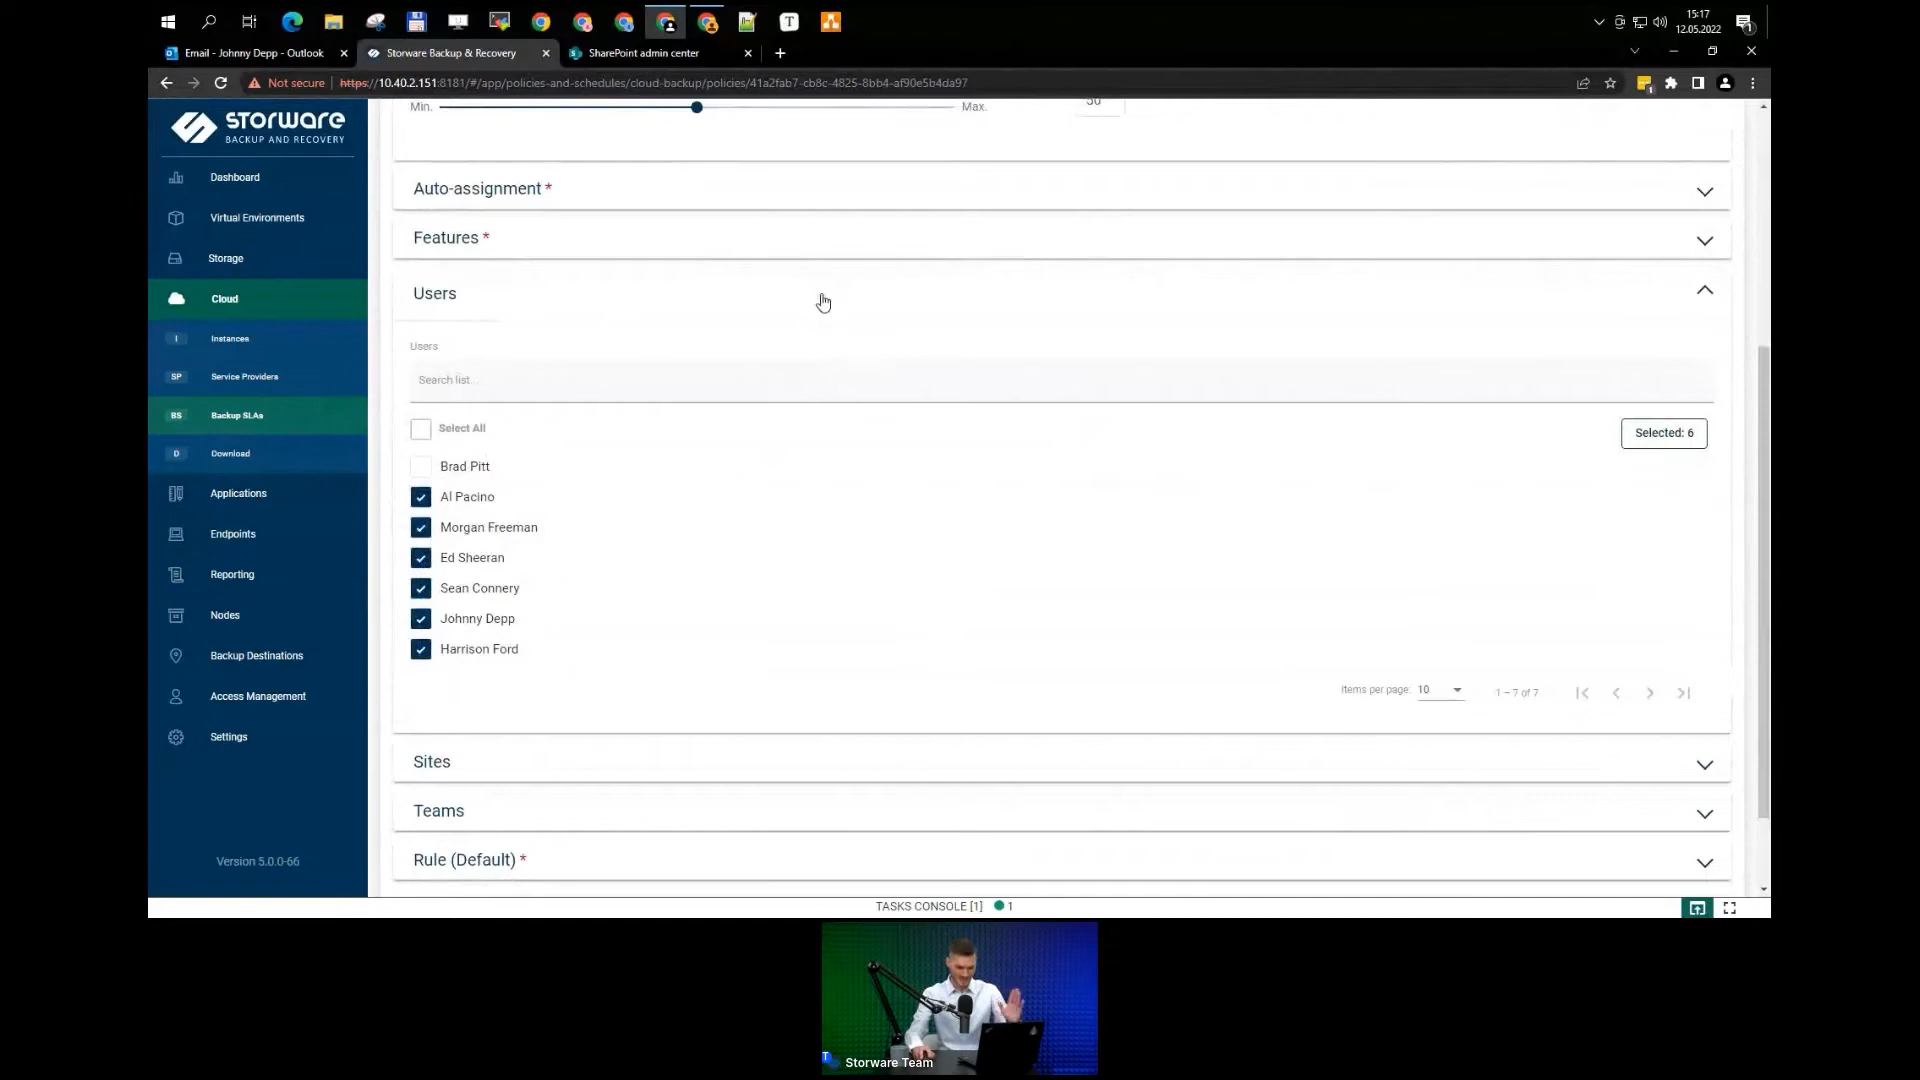 15:17
12.05.2022
Email - Johnny Depp - Outlook
Storware Backup & Recovery
SharePoint admin center
Not secure
https://10.40.2.151:8181/#/app/policies-and-schedules/cloud-backup/policies/41a2fab7-cb8c-4825-8bb4-af90e5b4da97
STORWARE
BACKUP AND RECOVERY
Dashboard
Virtual Environments
Storage
Cloud
I Instances
SP Service Providers
BS Backup SLAs
D Download
Applications
Endpoints
Reporting
Nodes
Backup Destinations
Access Management
Settings
Version 5.0.0-66
Min.
Max.
50
Auto-assignment *
Features *
Users
Users
Search list...
Select All
Selected: 6
Brad Pitt
Al Pacino
Morgan Freeman
Ed Sheeran
Sean Connery
Johnny Depp
Harrison Ford
Items per page: 10
1 – 7 of 7
Sites
Teams
Rule (Default) *
TASKS CONSOLE [1] 1
Storware Team